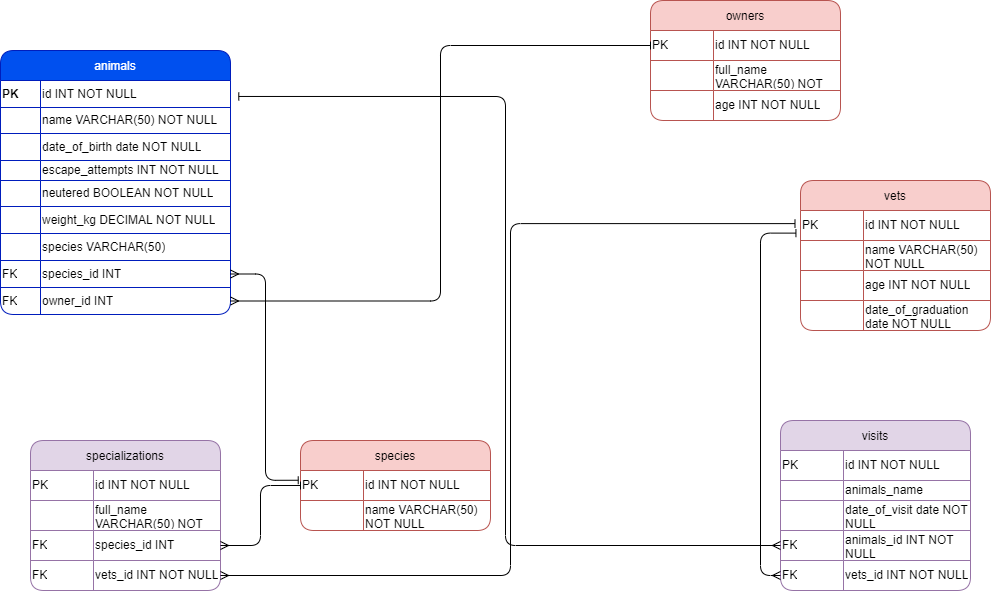 owners
PK id INT NOT NULL
full_name
VARCHAR(50) NOT
age INT NOT NULL
animals
PK id INT NOT NULL
name VARCHAR(50) NOT NULL
date_of_birth date NOT NULL
escape_attempts INT NOT NULL
neutered BOOLEAN NOT NULL
weight_kg DECIMAL NOT NULL
species VARCHAR(50)
FK species_id INT
FK owner_id INT
vets
PK id INT NOT NULL
name VARCHAR(50)
NOT NULL
age INT NOT NULL
date_of_graduation
date NOT NULL
specializations
PK id INT NOT NULL
full_name
VARCHAR(50) NOT
FK species_id INT
FK vets_id INT NOT NULL
species
PK id INT NOT NULL
name VARCHAR(50)
NOT NULL
visits
PK id INT NOT NULL
animals_name
date_of_visit date NOT
NULL
FK animals_id INT NOT
NULL
FK vets_id INT NOT NULL